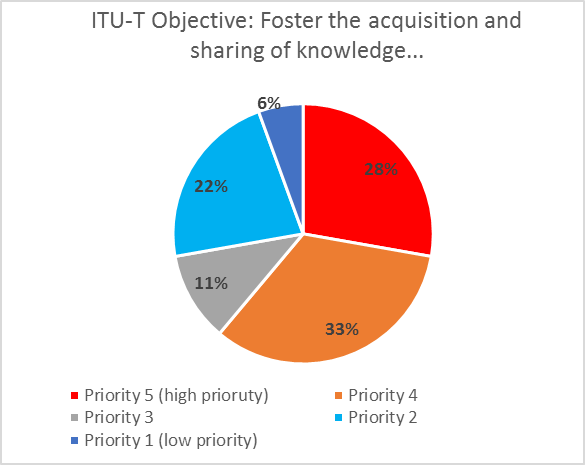 ITU-T Objective: Foster the acquisition and
sharing of knowledge...
6%
28%
22%
11%
33%
Priority 5 (high prioruty)
Priority 4
Priority 3
Priority 2
Priority 1 (low priority)